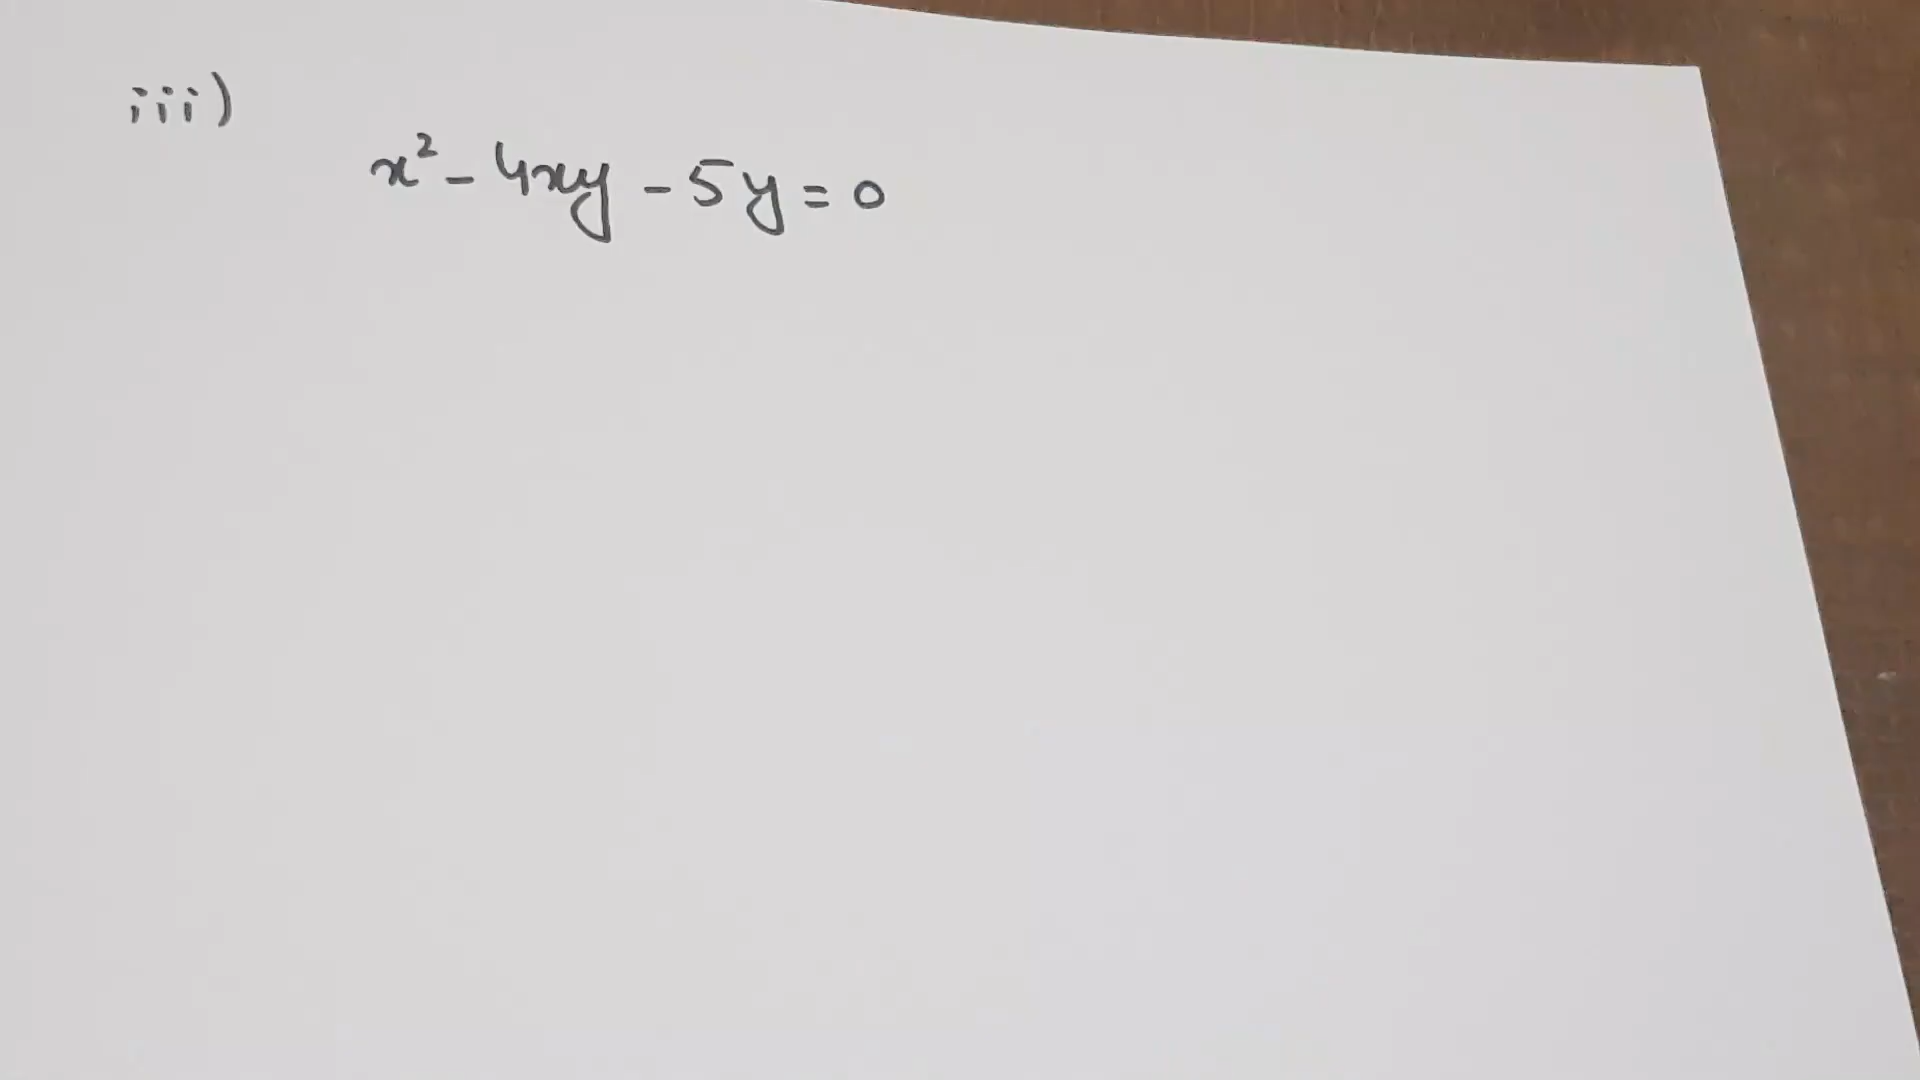 iii)
x² - 4xy - 5y = 0